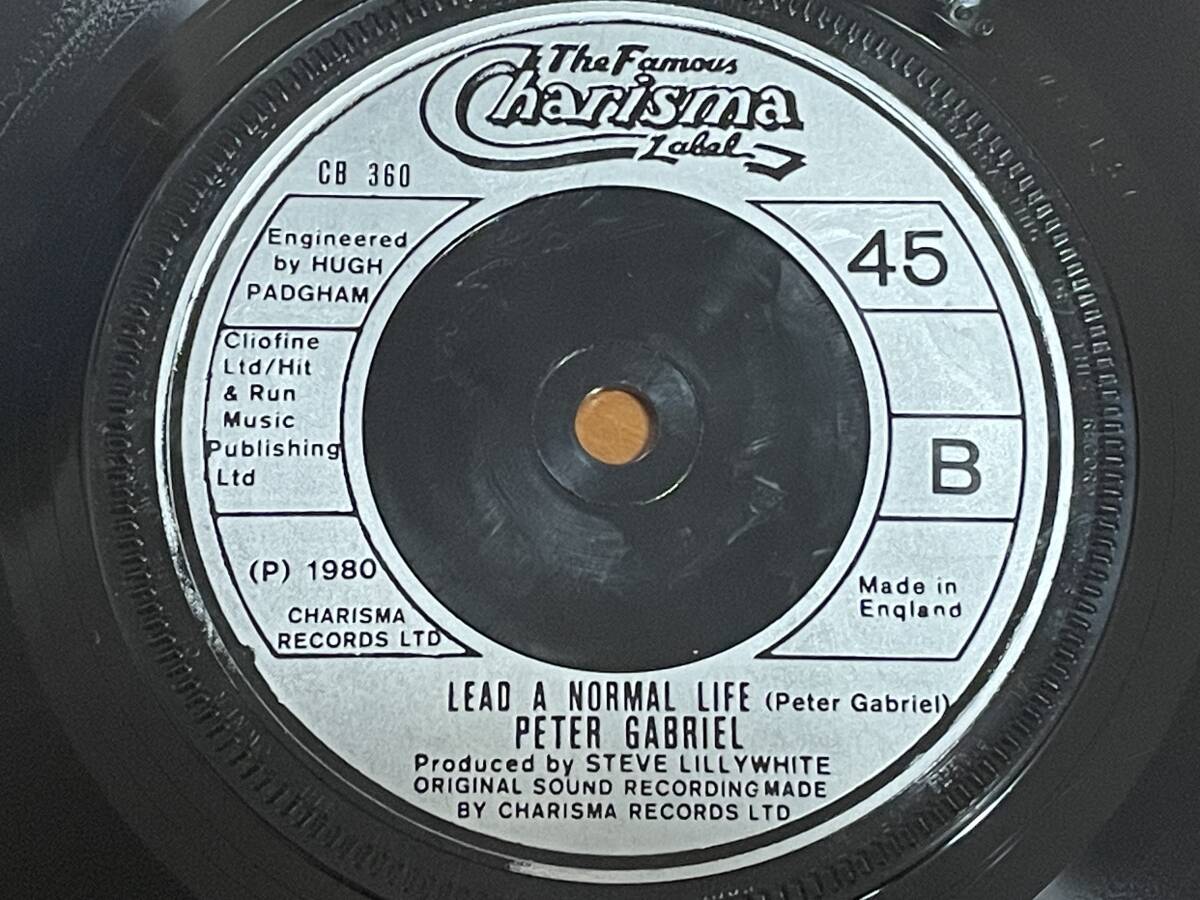 The Famous
Charisma
Label
CB 360
Engineered
by HUGH
PADGHAM
Cliofine
Ltd/Hit
& Run
Music
Publishing
Ltd
(P) 1980
CHARISMA
RECORDS LTD
45
B
Made in
England
LEAD A NORMAL LIFE (Peter Gabriel)
PETER GABRIEL
Produced by STEVE LILLYWHITE
ORIGINAL SOUND RECORDING MADE
BY CHARISMA RECORDS LTD